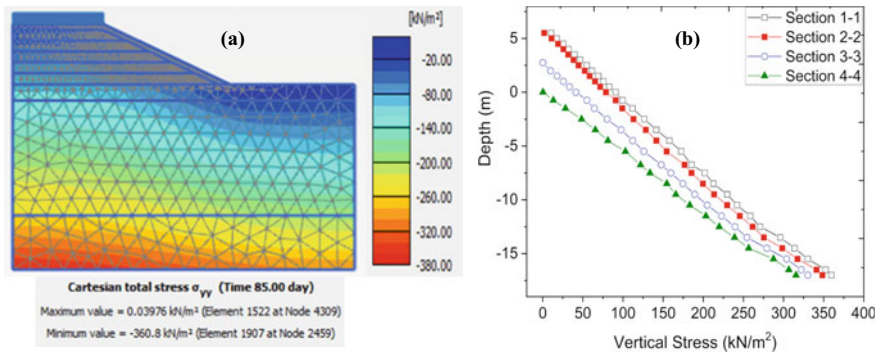 (a)
[kN/m²]
-20.00
-80.00
-140.00
-200.00
-260.00
-320.00
-380.00
Cartesian total stress σyy (Time 85.00 day)
Maximum value = 0.03976 kN/m² (Element 1522 at Node 4309)
Minimum value = -360.8 kN/m² (Element 1907 at Node 2459)
(b)
Section 1-1
Section 2-2
Section 3-3
Section 4-4
Depth (m)
5
0
-5
-10
-15
0 50 100 150 200 250 300 350 400
Vertical Stress (kN/m²)